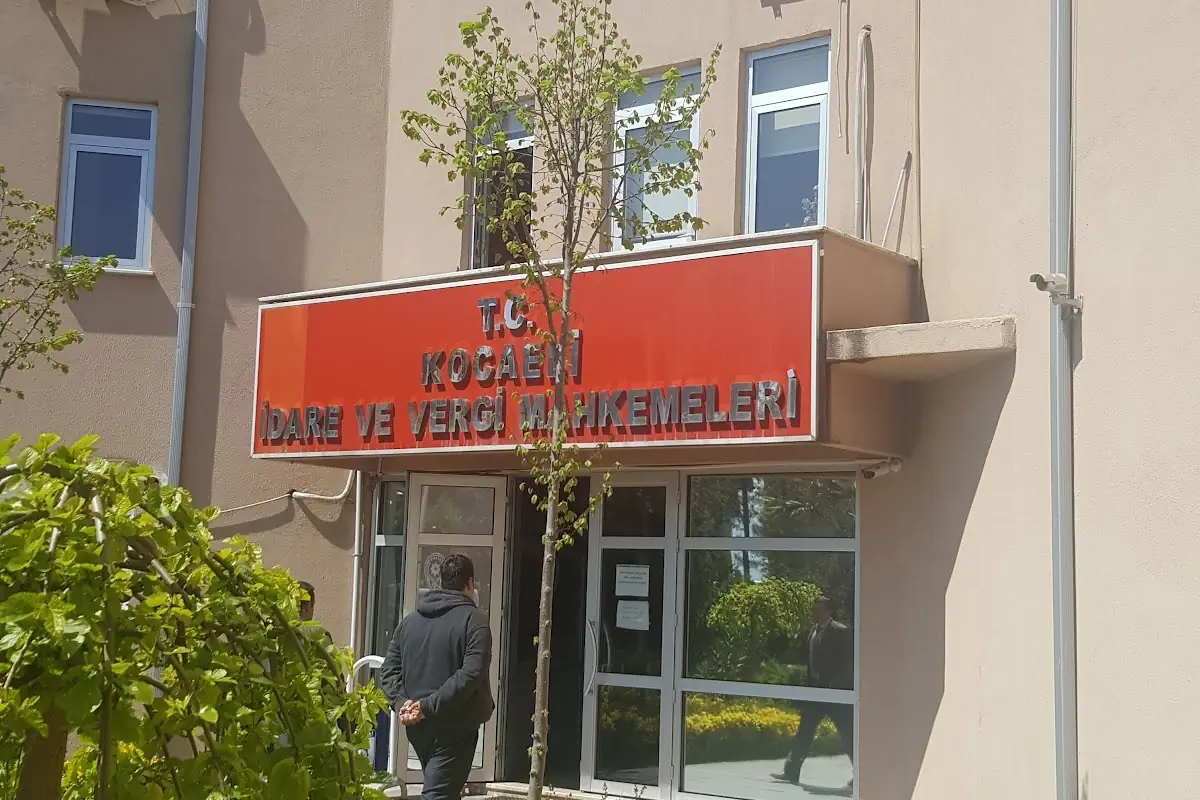 T.C.
KOCAELİ
İDARE VE VERGİ MAHKEMELERİ